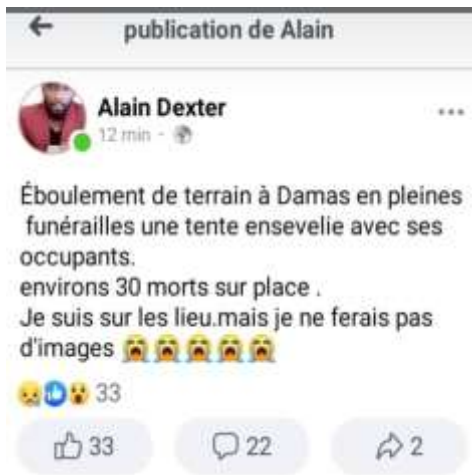 publication de Alain
Alain Dexter
12 min
Éboulement de terrain à Damas en pleines
funérailles une tente ensevelie avec ses
occupants.
environs 30 morts sur place .
Je suis sur les lieu.mais je ne ferais pas
d'images 😭😭😭😭😭
33
33
22
2